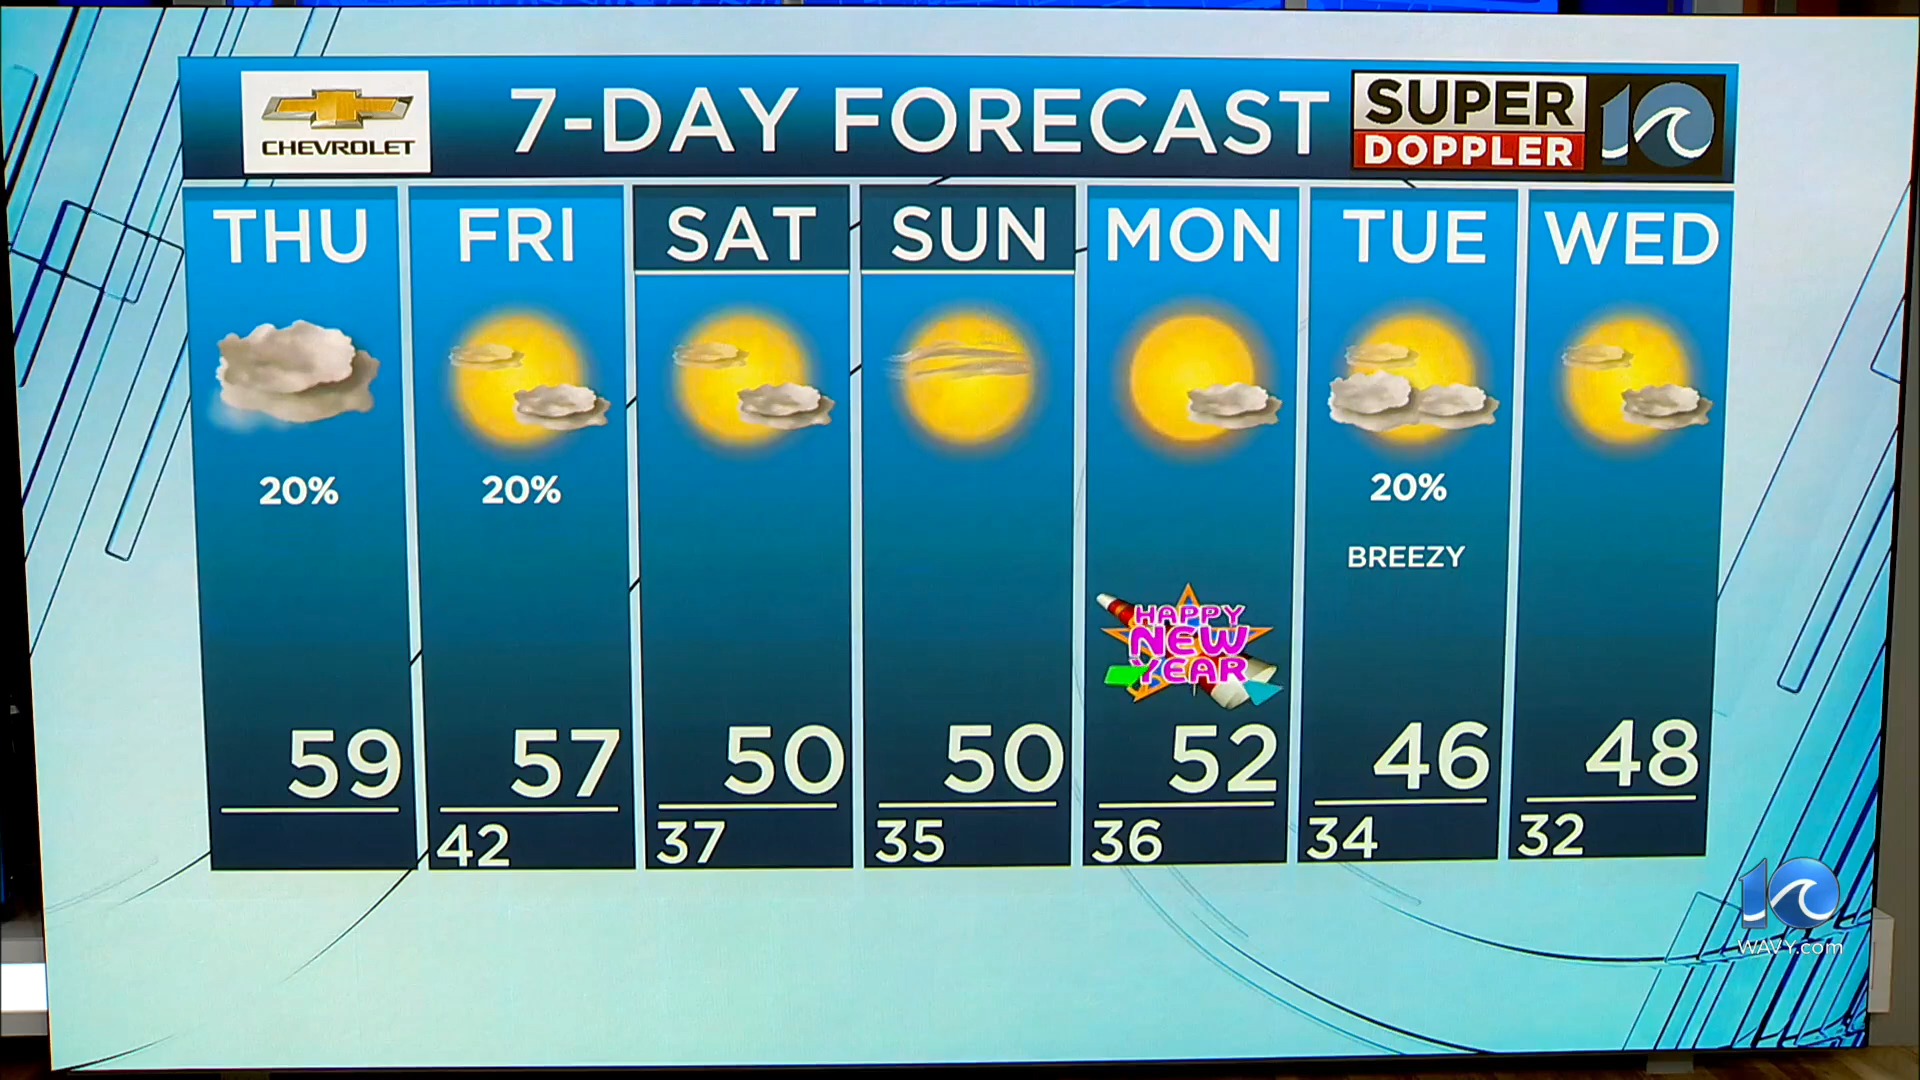 CHEVROLET
7-DAY FORECAST
SUPER
DOPPLER
10
THU FRI SAT SUN MON TUE WED
20% 20% 20%
BREEZY
HAPPY
NEW
YEAR
59 57 50 50 52 46 48
42 37 35 36 34 32
10
WAVY.com